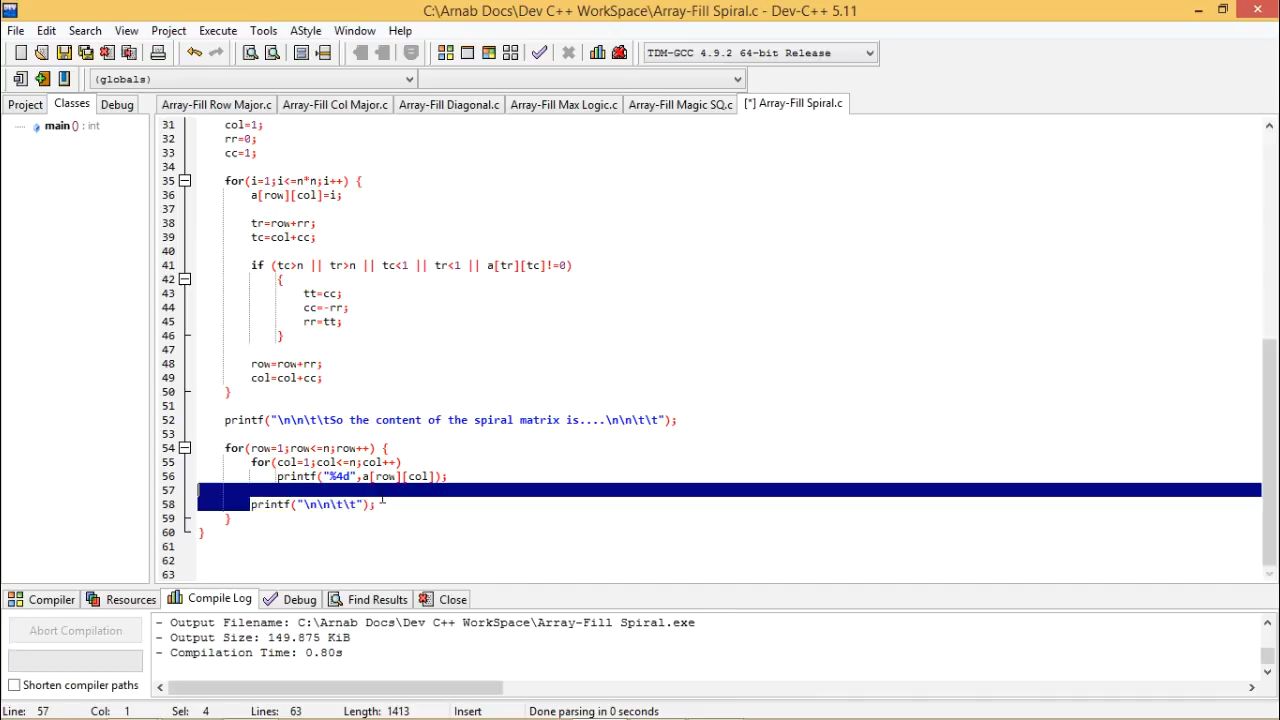 C:\Arnab Docs\Dev C++ WorkSpace\Array-Fill Spiral.c - Dev-C++ 5.11
File Edit Search View Project Execute Tools AStyle Window Help
TDM-GCC 4.9.2 64-bit Release
(globals)
Project Classes Debug Array-Fill Row Major.c Array-Fill Col Major.c Array-Fill Diagonal.c Array-Fill Max Logic.c Array-Fill Magic SQ.c [*] Array-Fill Spiral.c
main () : int
31 col=1;
32 rr=0;
33 cc=1;
34
35 for(i=1;i<=n*n;i++) {
36 a[row][col]=i;
37
38 tr=row+rr;
39 tc=col+cc;
40
41 if (tc>n || tr>n || tc<1 || tr<1 || a[tr][tc]!=0)
42 {
43 tt=cc;
44 cc=-rr;
45 rr=tt;
46 }
47
48 row=row+rr;
49 col=col+cc;
50 }
51
52 printf("\n\n\t\tSo the content of the spiral matrix is....\n\n\t\t");
53
54 for(row=1;row<=n;row++) {
55 for(col=1;col<=n;col++)
56 printf("%4d",a[row][col]);
57
58 printf("\n\n\t\t");
59 }
60 }
61
62
63
Compiler Resources Compile Log Debug Find Results Close
Abort Compilation
Shorten compiler paths
- Output Filename: C:\Arnab Docs\Dev C++ WorkSpace\Array-Fill Spiral.exe
- Output Size: 149.875 KiB
- Compilation Time: 0.80s
Line: 57 Col: 1 Sel: 4 Lines: 63 Length: 1413 Insert Done parsing in 0 seconds